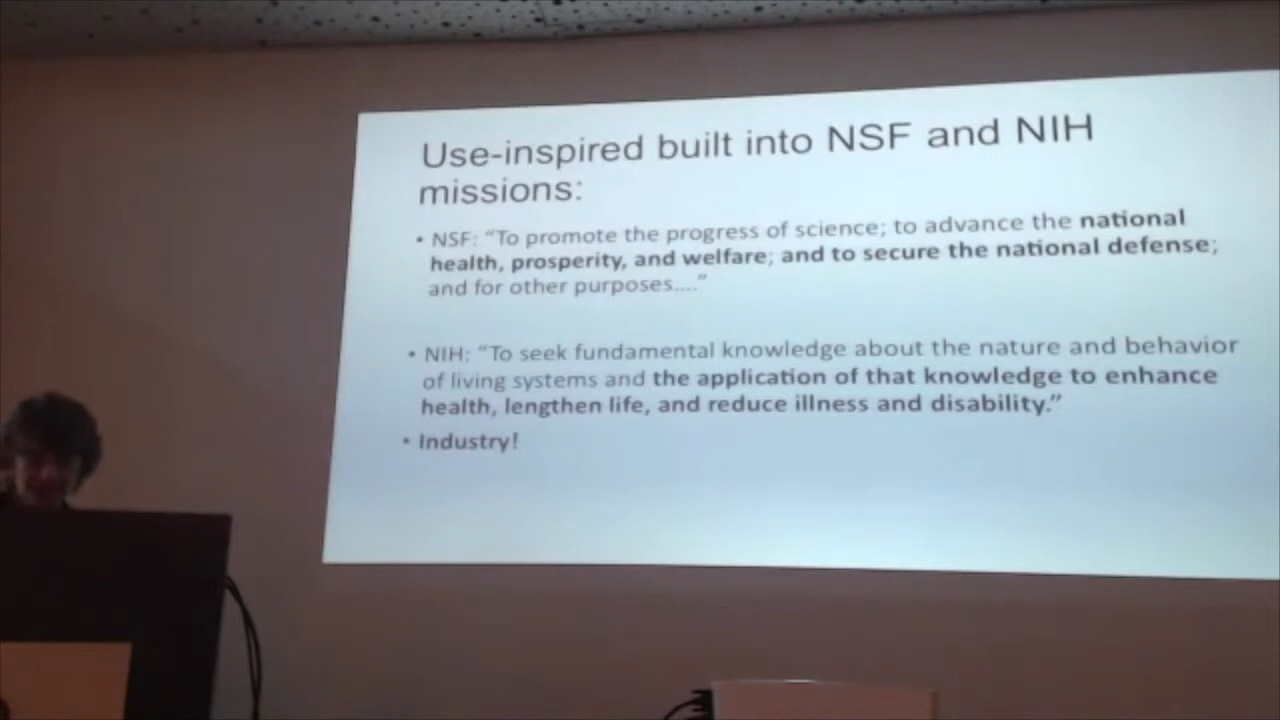 Use-inspired built into NSF and NIH
missions:
• NSF: “To promote the progress of science; to advance the national
health, prosperity, and welfare; and to secure the national defense;
and for other purposes....”
• NIH: “To seek fundamental knowledge about the nature and behavior
of living systems and the application of that knowledge to enhance
health, lengthen life, and reduce illness and disability.”
• Industry!